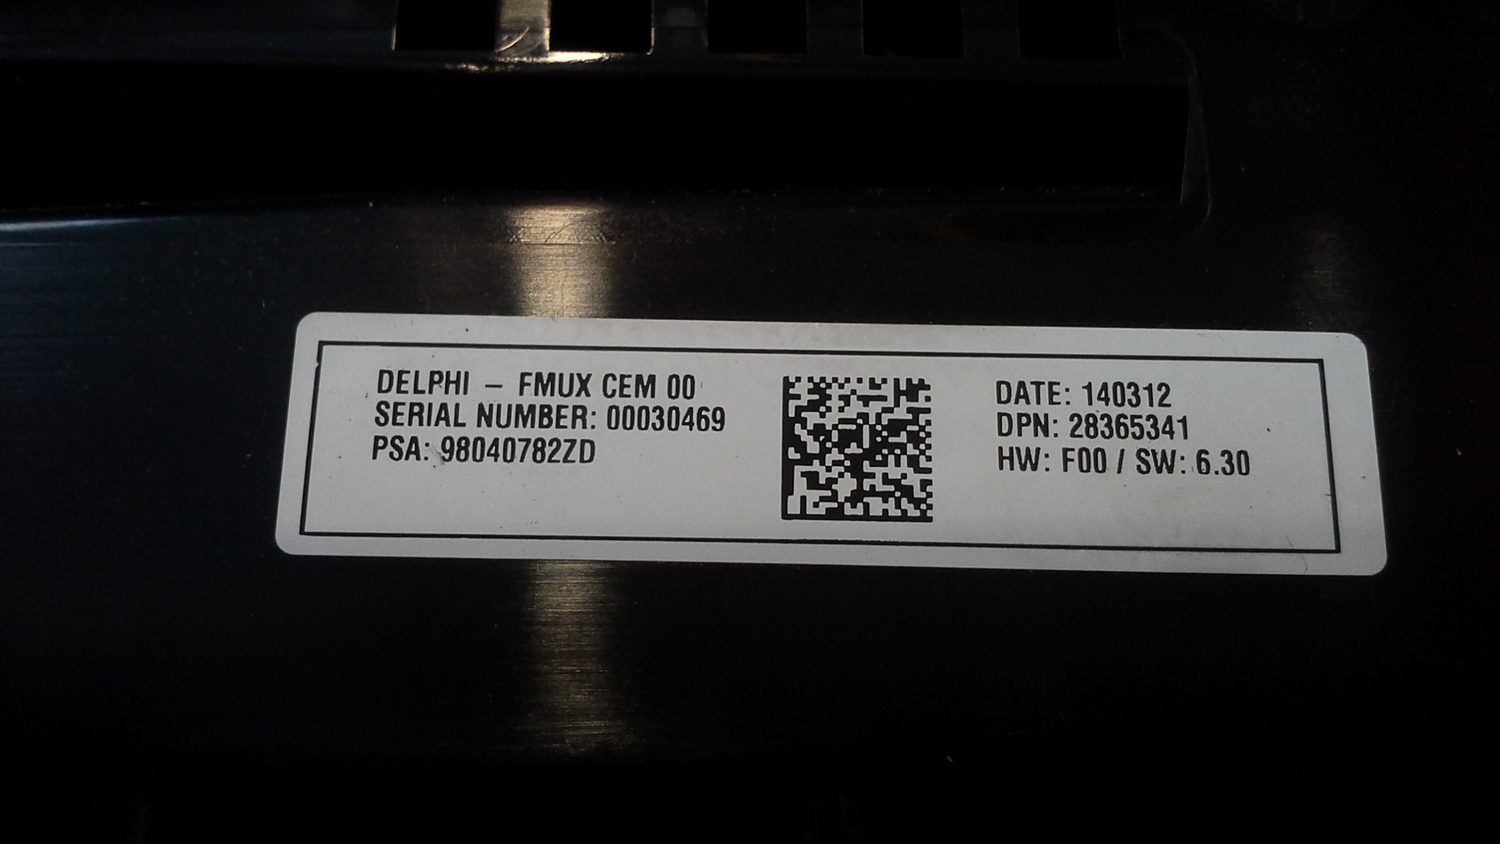 DELPHI – FMUX CEM 00
SERIAL NUMBER: 00030469
PSA: 98040782ZD
DATE: 140312
DPN: 28365341
HW: F00 / SW: 6.30